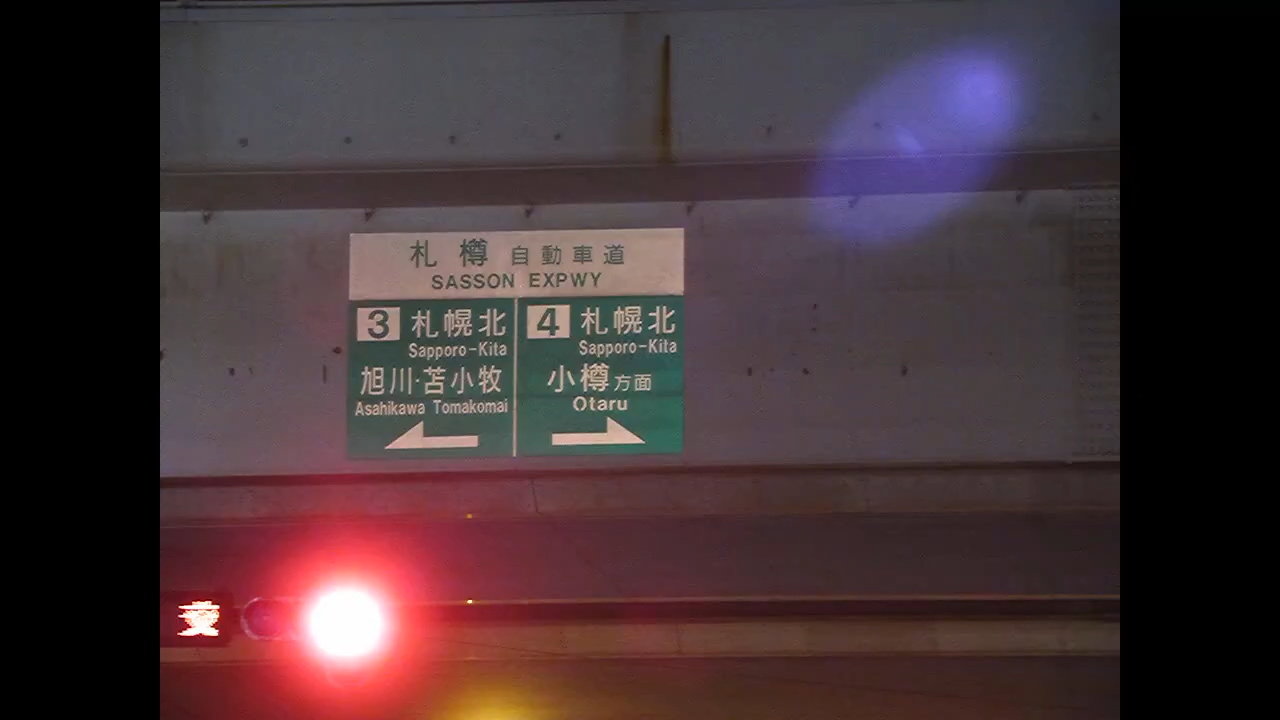 札 樽 自動車道
SASSON EXPWY
3 札幌北
Sapporo-Kita
旭川·苫小牧
Asahikawa Tomakomai
4 札幌北
Sapporo-Kita
小樽方面
Otaru